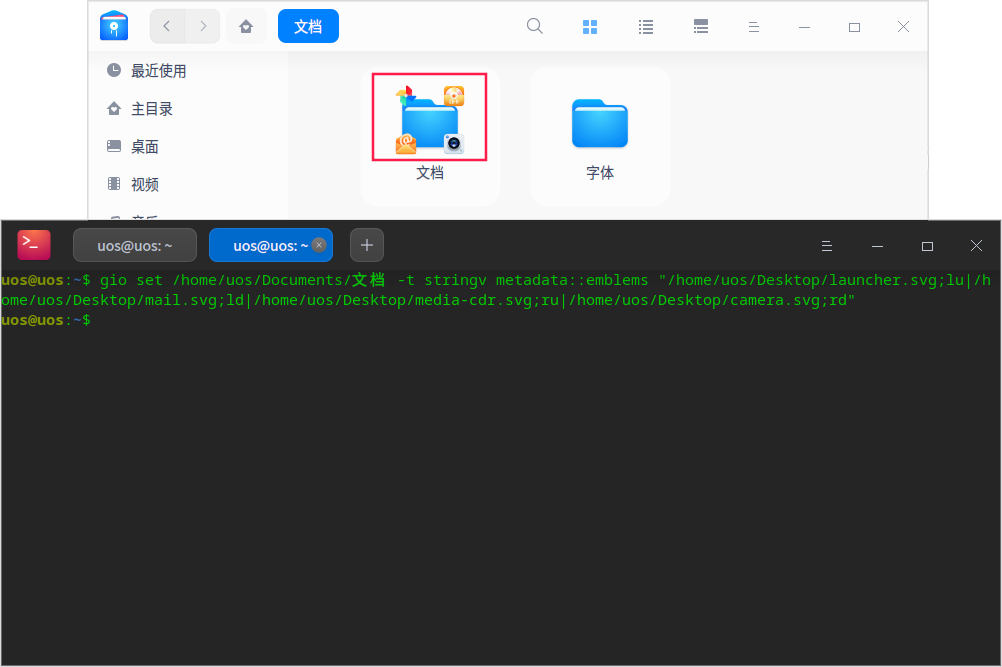 文档
最近使用
主目录
桌面
视频
文档
字体
uos@uos: ~
uos@uos: ~
uos@uos:~$ gio set /home/uos/Documents/文档 -t stringv metadata::emblems "/home/uos/Desktop/launcher.svg;lu|/h
ome/uos/Desktop/mail.svg;ld|/home/uos/Desktop/media-cdr.svg;ru|/home/uos/Desktop/camera.svg;rd"
uos@uos:~$